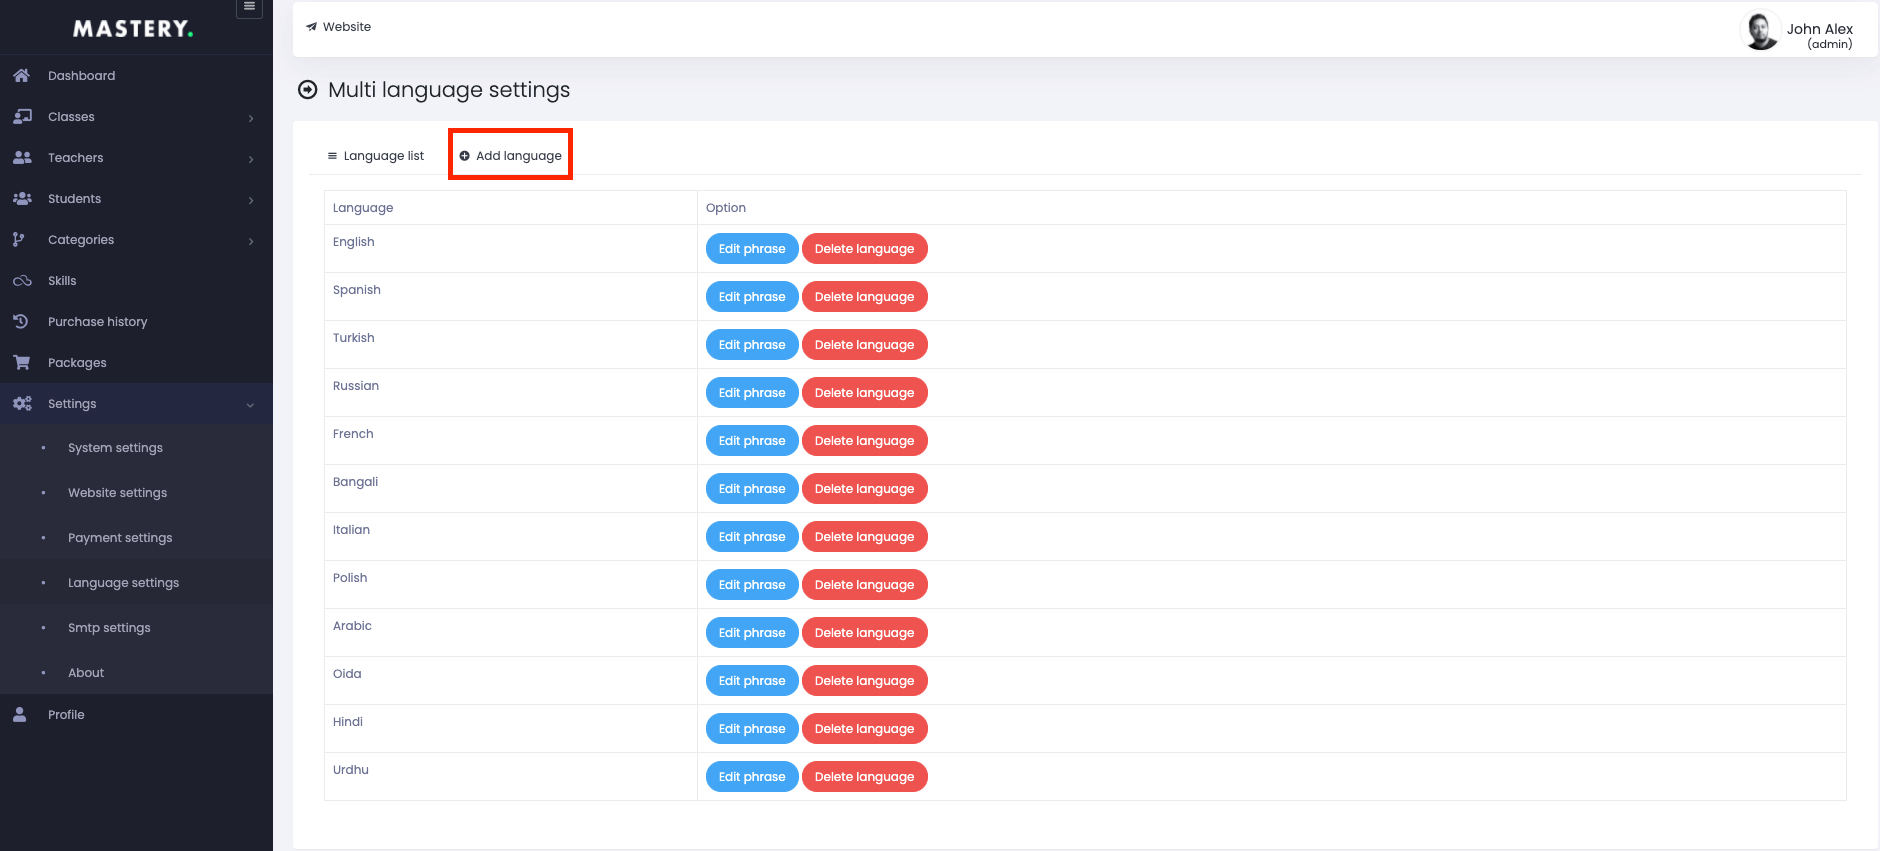 MASTERY.
Dashboard
Classes
Teachers
Students
Categories
Skills
Purchase history
Packages
Settings
System settings
Website settings
Payment settings
Language settings
Smtp settings
About
Profile
Website
John Alex
(admin)
Multi language settings
Language list Add language
Language Option
English Edit phrase Delete language
Spanish Edit phrase Delete language
Turkish Edit phrase Delete language
Russian Edit phrase Delete language
French Edit phrase Delete language
Bangali Edit phrase Delete language
Italian Edit phrase Delete language
Polish Edit phrase Delete language
Arabic Edit phrase Delete language
Oida Edit phrase Delete language
Hindi Edit phrase Delete language
Urdhu Edit phrase Delete language